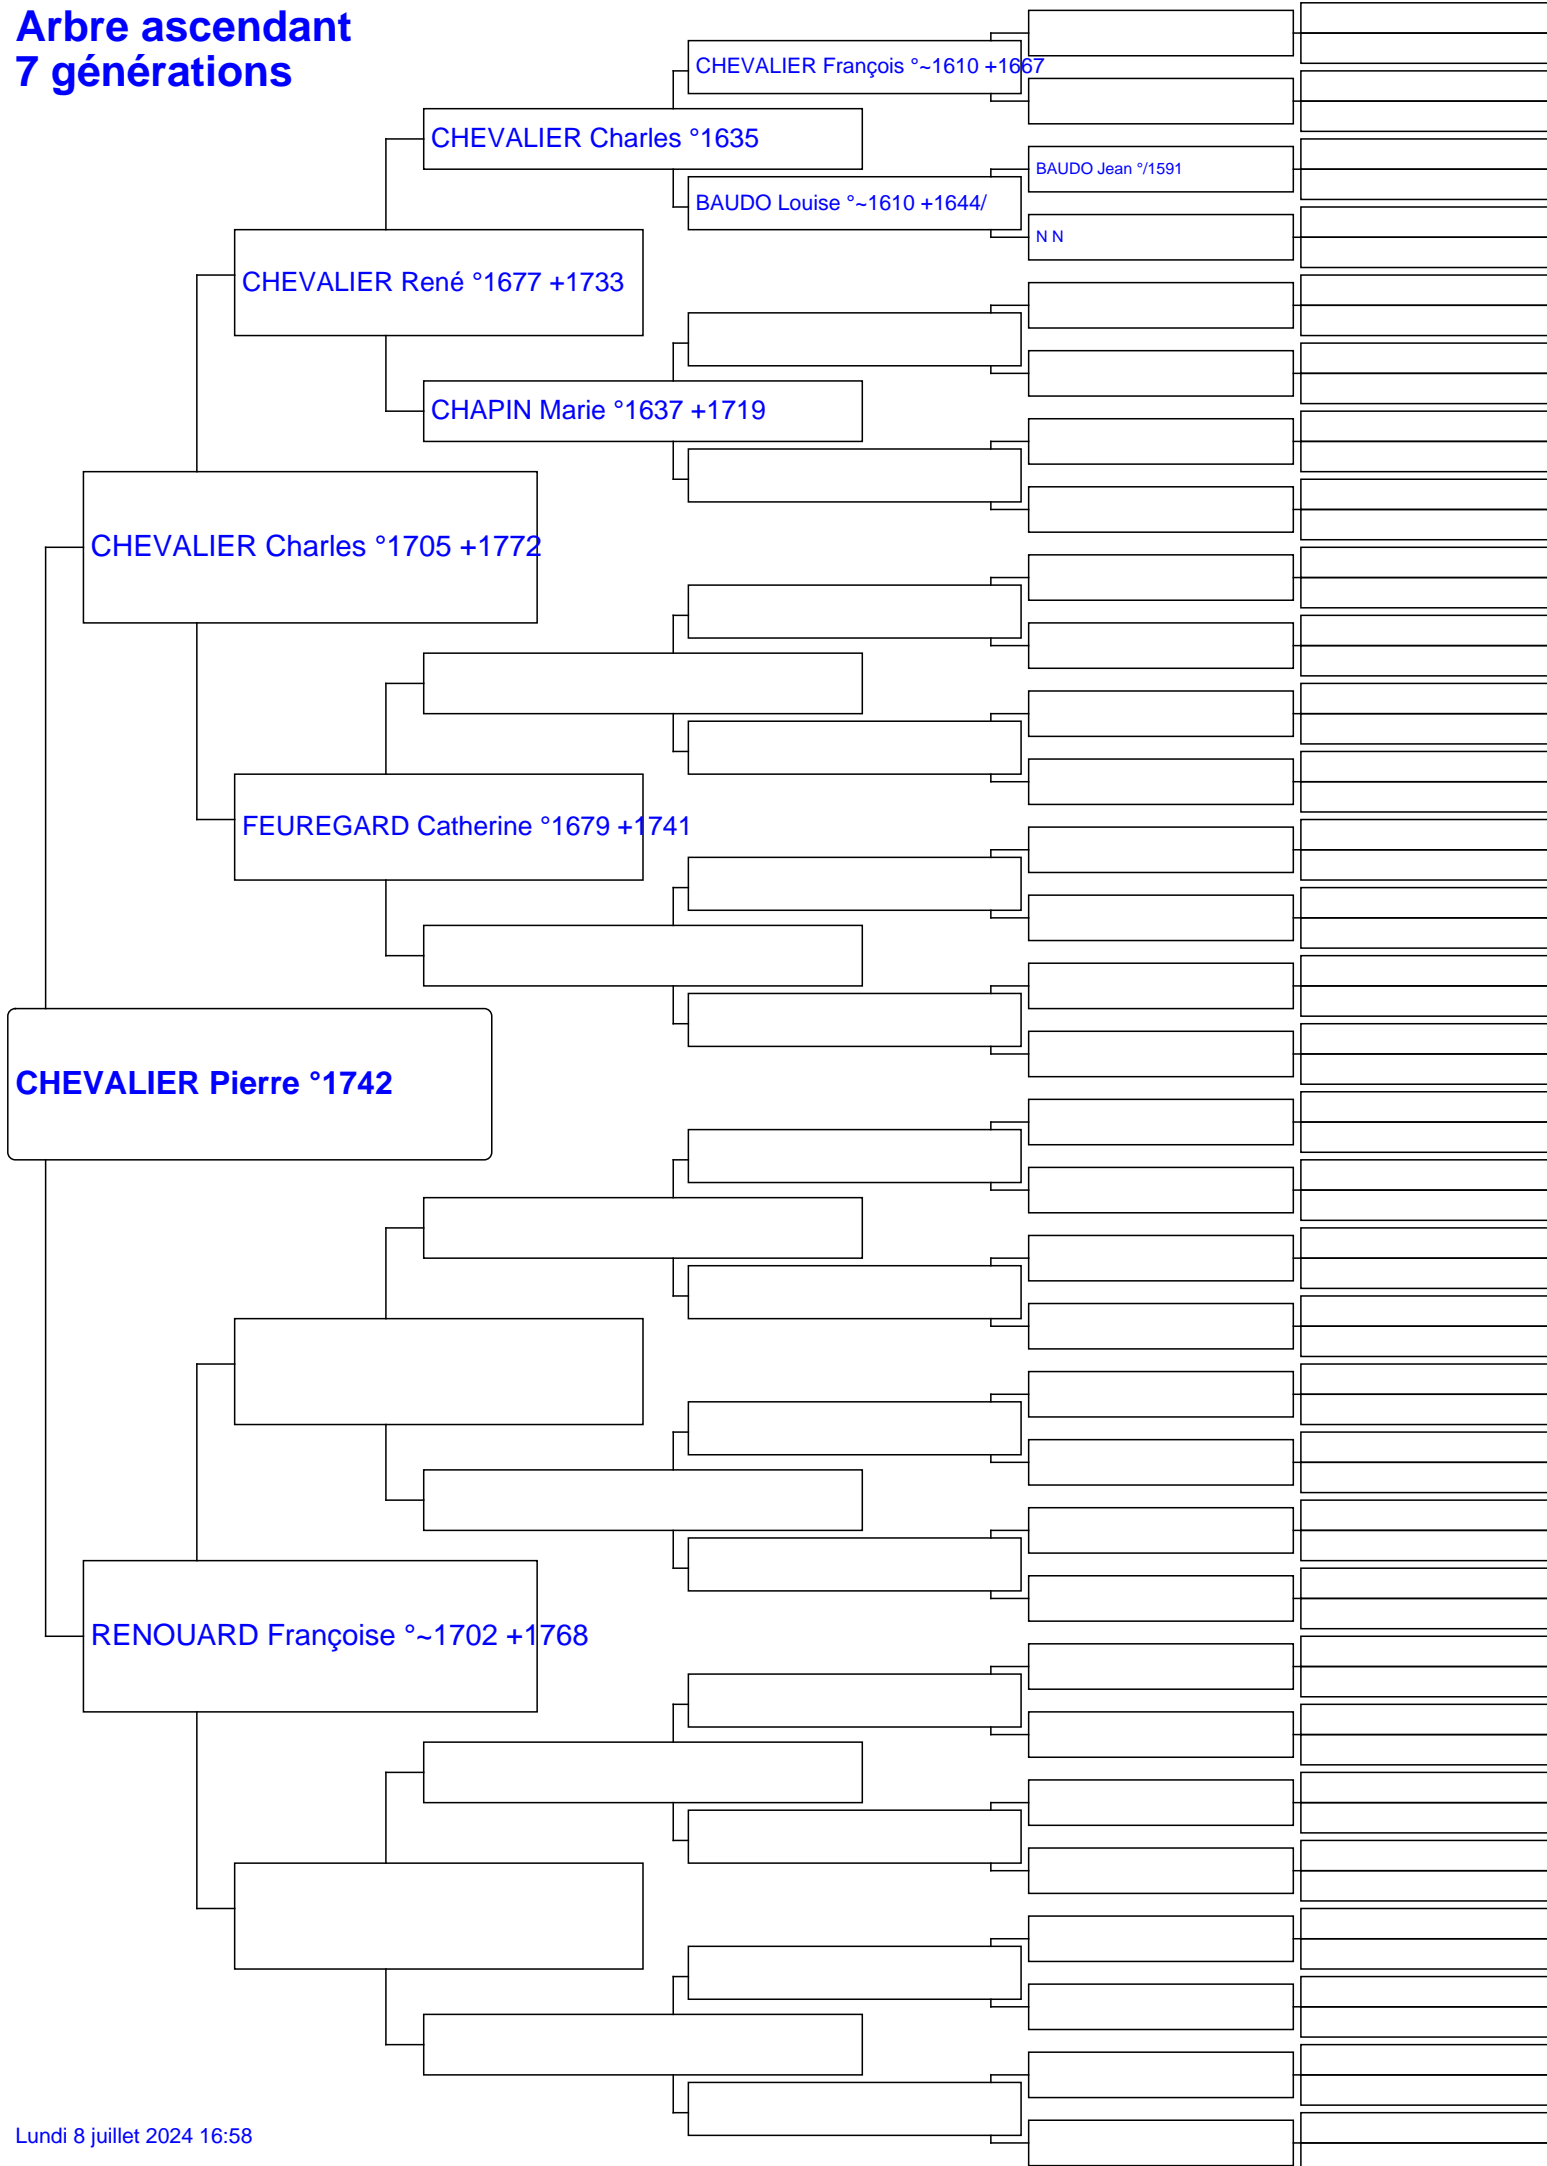 Arbre ascendant
7 générations
CHEVALIER François °~1610 +1667
CHEVALIER Charles °1635
BAUDO Jean °/1591
BAUDO Louise °~1610 +1644/
N N
CHEVALIER René °1677 +1733
CHAPIN Marie °1637 +1719
CHEVALIER Charles °1705 +1772
FEUREGARD Catherine °1679 +1741
CHEVALIER Pierre °1742
RENOUARD Françoise °~1702 +1768
Lundi 8 juillet 2024 16:58